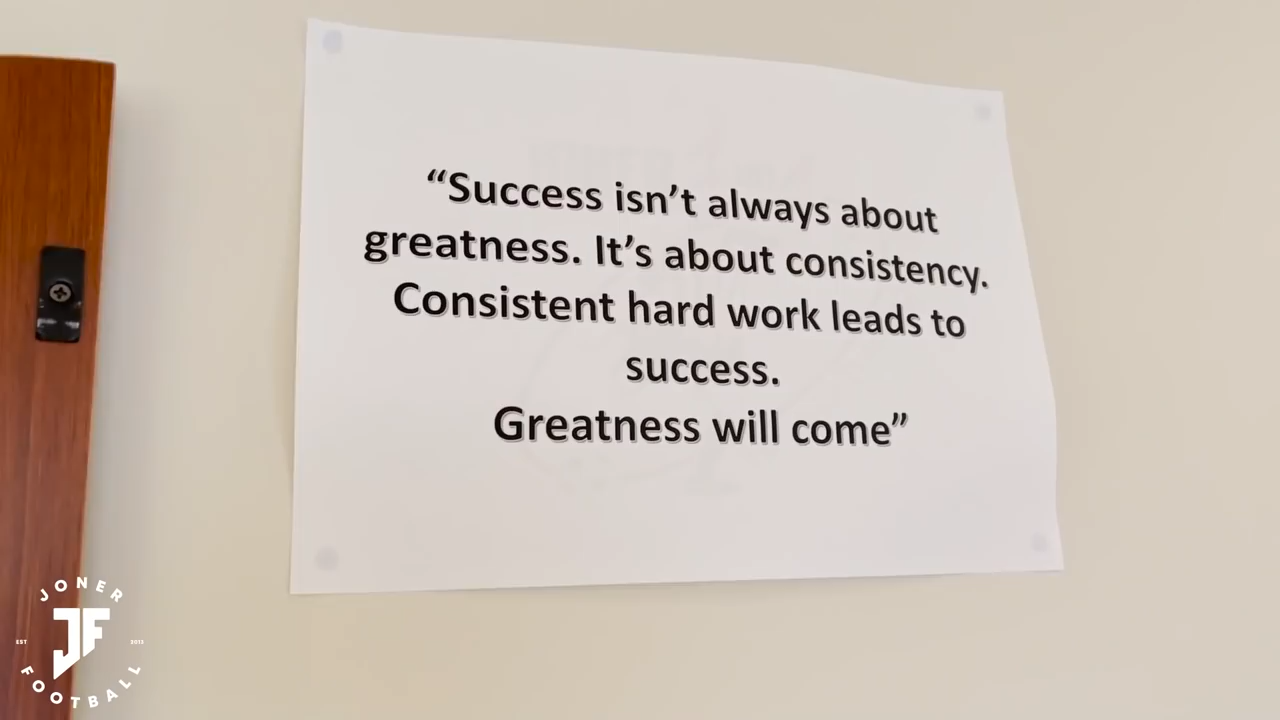 “Success isn’t always about
greatness. It’s about consistency.
Consistent hard work leads to
success.
Greatness will come”
JONER
JF
EST 2015
FOOTBALL